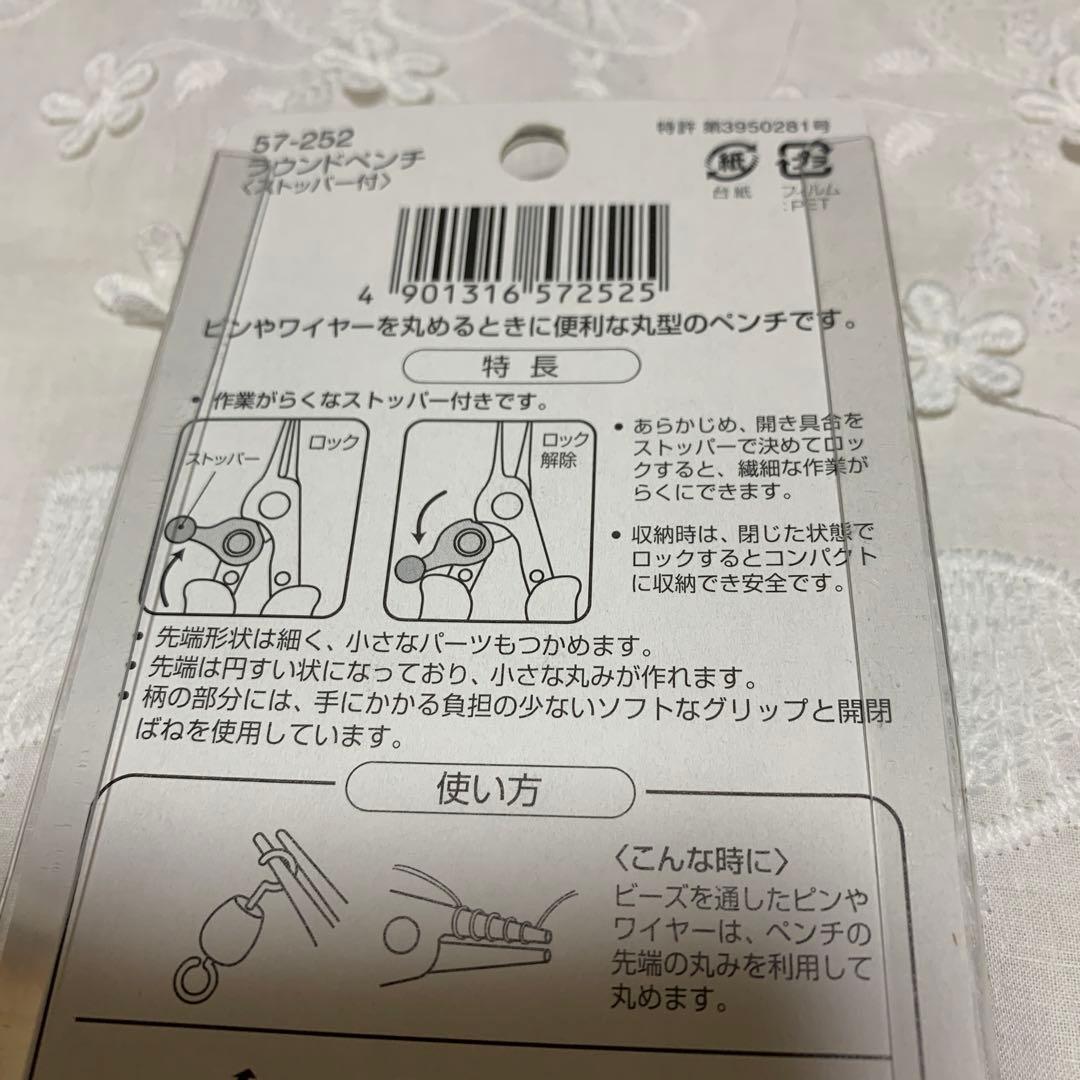 57-252
ラウンドペンチ
〈ストッパー付〉
特許 第3950281号
紙
プラ
台紙
フィルム
:PET
4 901316 572525
ピンやワイヤーを丸めるときに便利な丸型のペンチです。
特長
・作業がらくなストッパー付きです。
ストッパー
ロック
ロック
解除
・あらかじめ、開き具合を
ストッパーで決めてロッ
クすると、繊細な作業が
らくにできます。
・収納時は、閉じた状態で
ロックするとコンパクト
に収納でき安全です。
・先端形状は細く、小さなパーツもつかめます。
・先端は円すい状になっており、小さな丸みが作れます。
・柄の部分には、手にかかる負担の少ないソフトなグリップと開閉
ばねを使用しています。
使い方
〈こんな時に〉
ビーズを通したピンや
ワイヤーは、ペンチの
先端の丸みを利用して
丸めます。